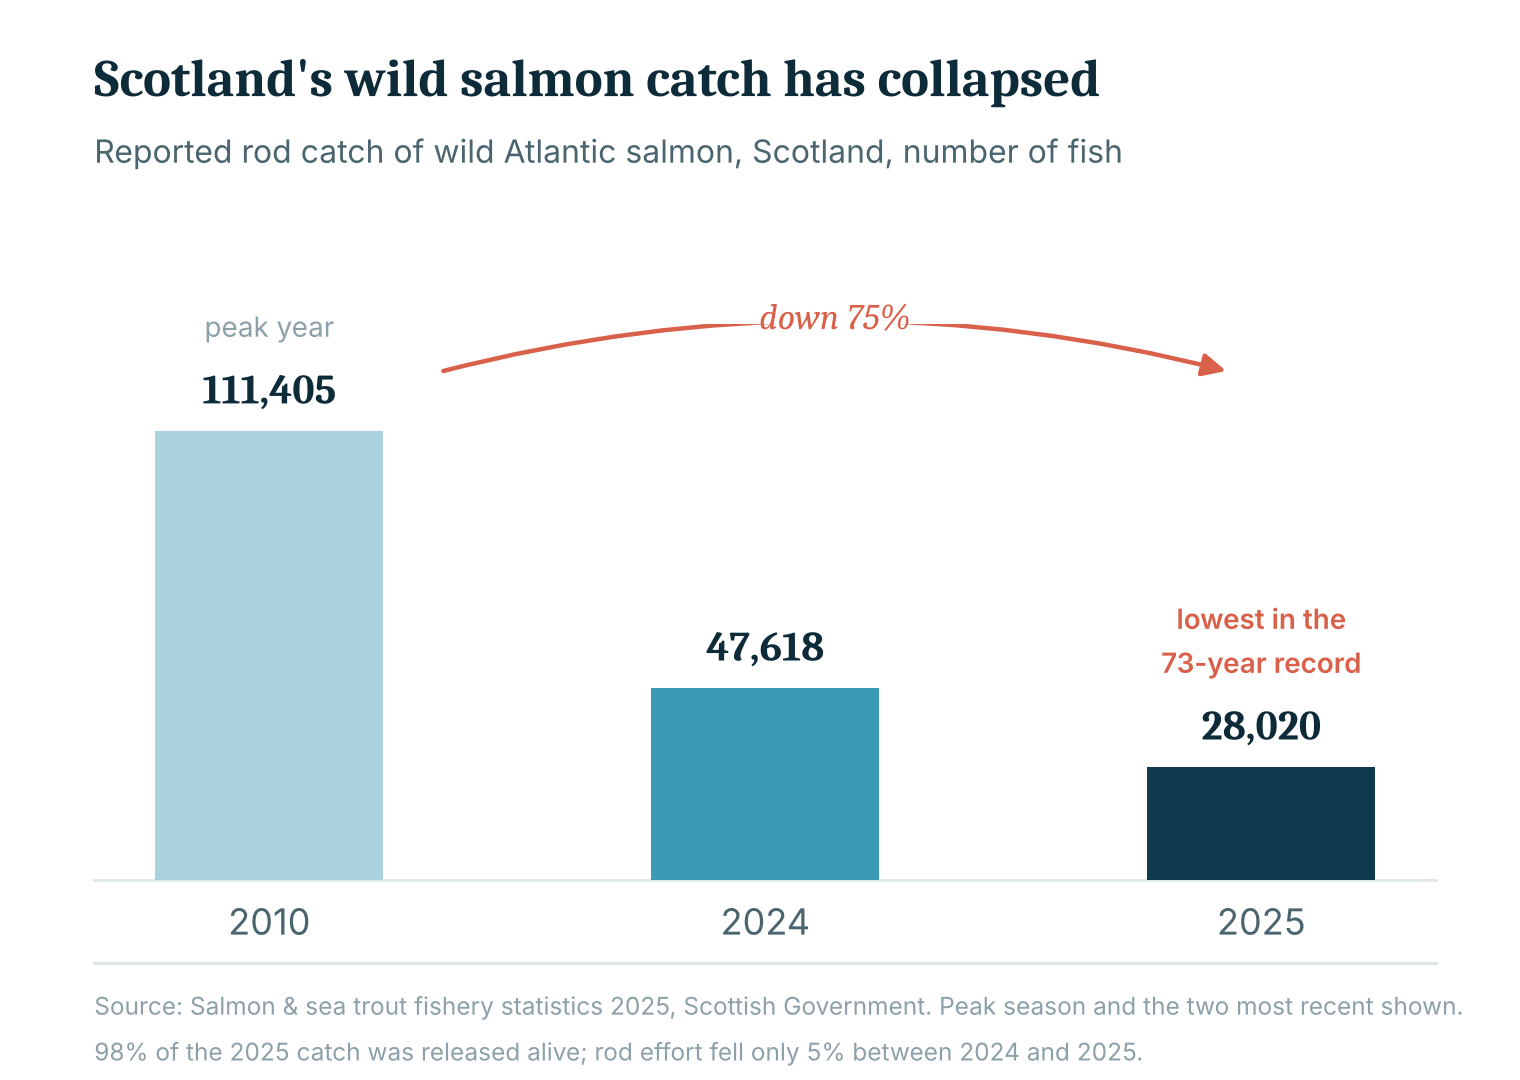 Scotland's wild salmon catch has collapsed
Reported rod catch of wild Atlantic salmon, Scotland, number of fish
down 75%
peak year
111,405
47,618
lowest in the
73-year record
28,020
2010
2024
2025
Source: Salmon & sea trout fishery statistics 2025, Scottish Government. Peak season and the two most recent shown.
98% of the 2025 catch was released alive; rod effort fell only 5% between 2024 and 2025.